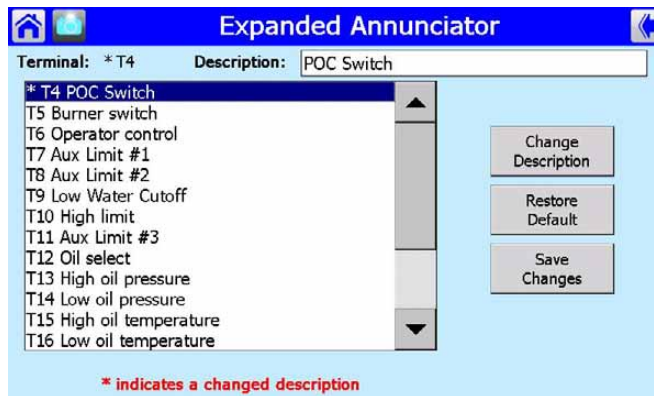 Expanded Annunciator
Terminal: * T4 Description: POC Switch
* T4 POC Switch
T5 Burner switch
T6 Operator control
T7 Aux Limit #1
T8 Aux Limit #2
T9 Low Water Cutoff
T10 High limit
T11 Aux Limit #3
T12 Oil select
T13 High oil pressure
T14 Low oil pressure
T15 High oil temperature
T16 Low oil temperature
Change
Description
Restore
Default
Save
Changes
* indicates a changed description